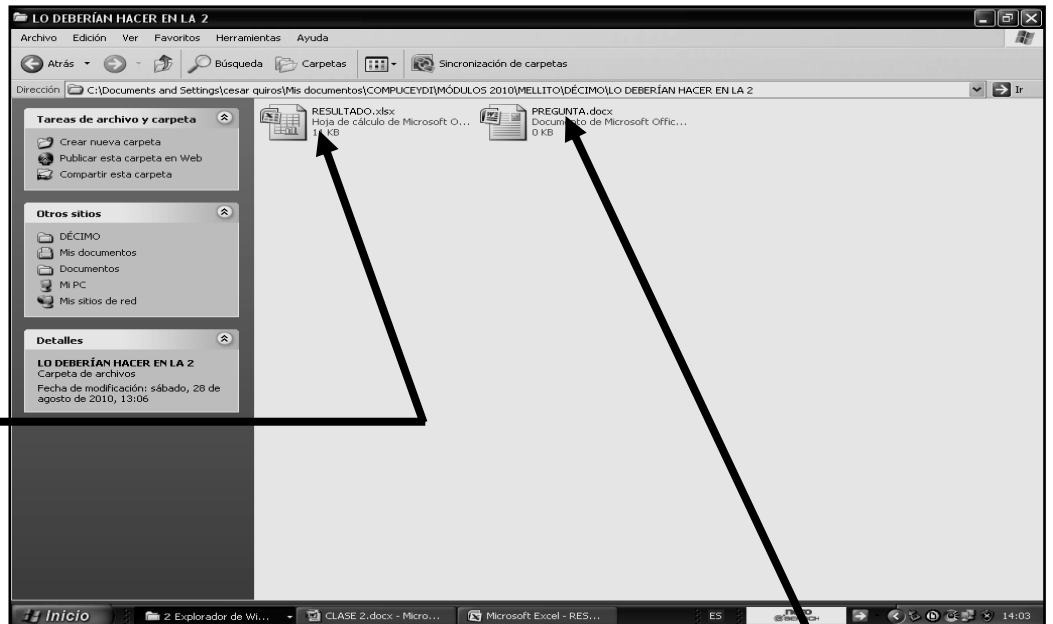 LO DEBERÍAN HACER EN LA 2
Archivo Edición Ver Favoritos Herramientas Ayuda
Atrás Búsqueda Carpetas Sincronización de carpetas
Dirección C:\Documents and Settings\cesar quiros\Mis documentos\COMPUCEYDI\MÓDULOS 2010\MELLITO\DÉCIMO\LO DEBERÍAN HACER EN LA 2 Ir
Tareas de archivo y carpeta
Crear nueva carpeta
Publicar esta carpeta en Web
Compartir esta carpeta
Otros sitios
DÉCIMO
Mis documentos
Documentos
Mi PC
Mis sitios de red
Detalles
LO DEBERÍAN HACER EN LA 2
Carpeta de archivos
Fecha de modificación: sábado, 28 de
agosto de 2010, 13:06
RESULTADO.xlsx
Hoja de cálculo de Microsoft O...
KB
PREGUNTA.docx
Documento de Microsoft Offic...
0 KB
Inicio 2 Explorador de Wi... CLASE 2.docx - Micro... Microsoft Excel - RES... ES 14:03